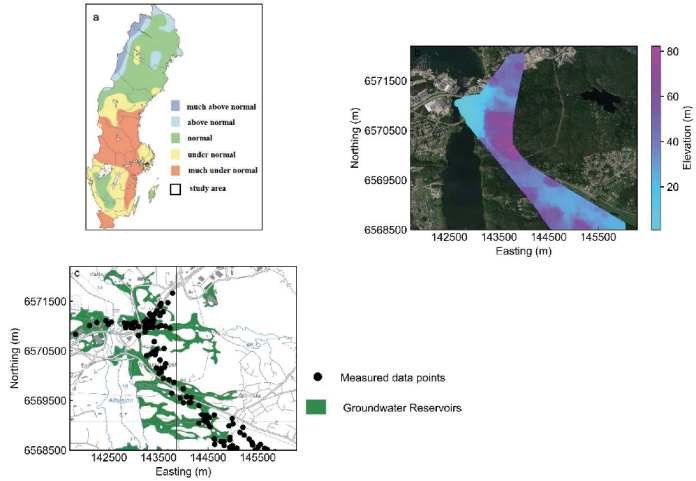 a
much above normal
above normal
normal
under normal
much under normal
study area
Northing (m)
6571500
6570500
6569500
6568500
142500 143500 144500 145500
Easting (m)
80
60
40
20
Elevation (m)
c
Northing (m)
6571500
6570500
6569500
6568500
142500 143500 144500 145500
Easting (m)
Measured data points
Groundwater Reservoirs